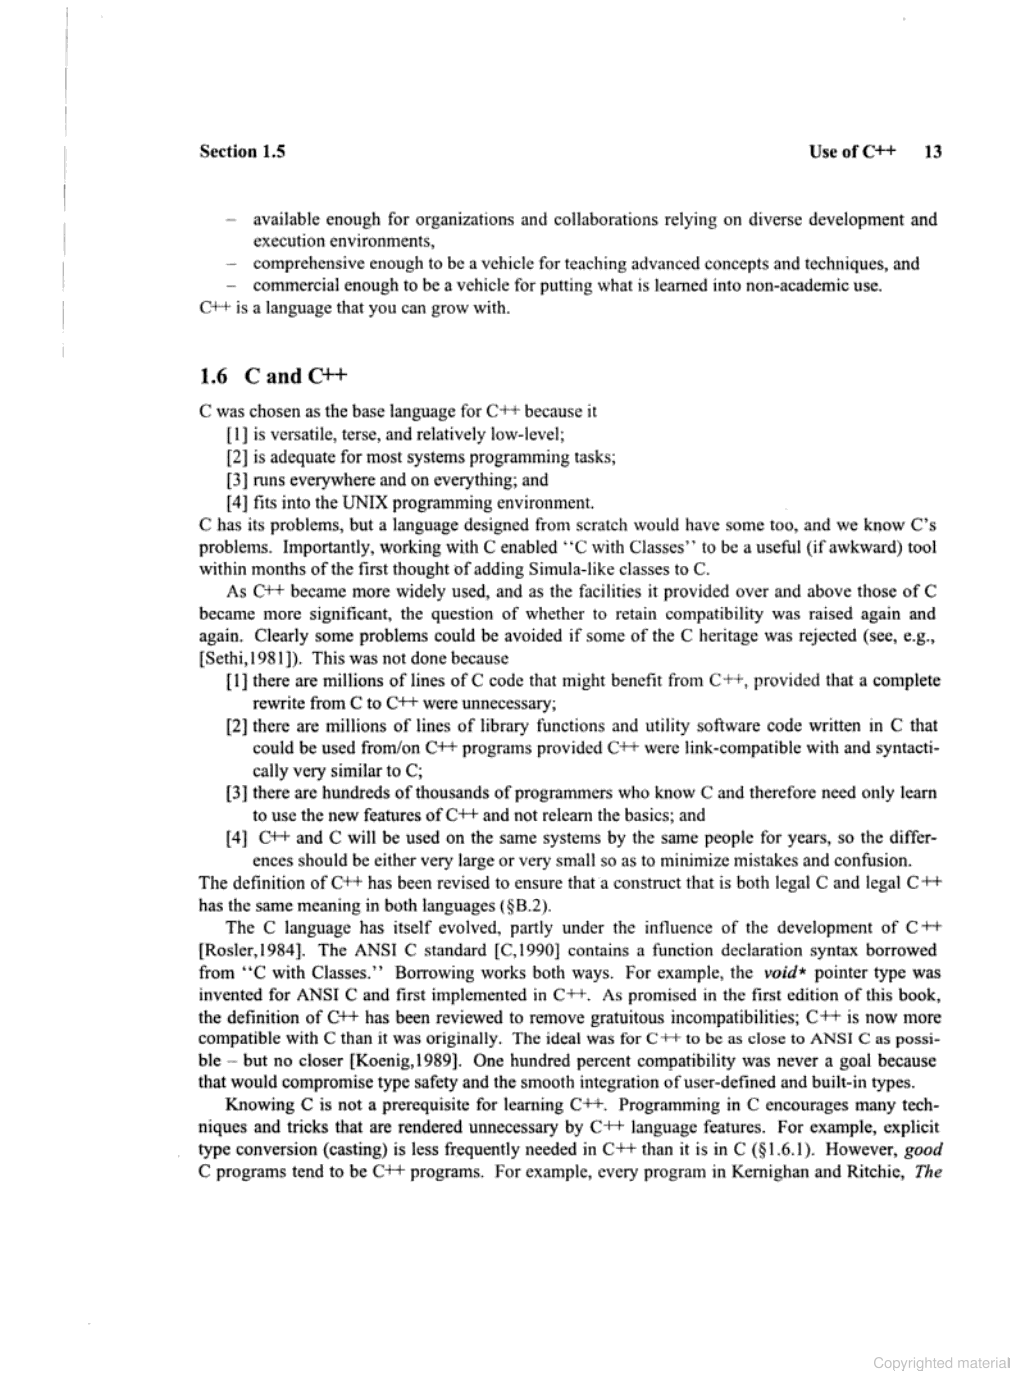 Section 1.5 Use of C++ 13
– available enough for organizations and collaborations relying on diverse development and
execution environments,
– comprehensive enough to be a vehicle for teaching advanced concepts and techniques, and
– commercial enough to be a vehicle for putting what is learned into non-academic use.
C++ is a language that you can grow with.
1.6 C and C++
C was chosen as the base language for C++ because it
[1] is versatile, terse, and relatively low-level;
[2] is adequate for most systems programming tasks;
[3] runs everywhere and on everything; and
[4] fits into the UNIX programming environment.
C has its problems, but a language designed from scratch would have some too, and we know C's
problems. Importantly, working with C enabled ‘‘C with Classes’’ to be a useful (if awkward) tool
within months of the first thought of adding Simula-like classes to C.
As C++ became more widely used, and as the facilities it provided over and above those of C
became more significant, the question of whether to retain compatibility was raised again and
again. Clearly some problems could be avoided if some of the C heritage was rejected (see, e.g.,
[Sethi,1981]). This was not done because
[1] there are millions of lines of C code that might benefit from C++, provided that a complete
rewrite from C to C++ were unnecessary;
[2] there are millions of lines of library functions and utility software code written in C that
could be used from/on C++ programs provided C++ were link-compatible with and syntacti-
cally very similar to C;
[3] there are hundreds of thousands of programmers who know C and therefore need only learn
to use the new features of C++ and not relearn the basics; and
[4] C++ and C will be used on the same systems by the same people for years, so the differ-
ences should be either very large or very small so as to minimize mistakes and confusion.
The definition of C++ has been revised to ensure that a construct that is both legal C and legal C++
has the same meaning in both languages (§B.2).
The C language has itself evolved, partly under the influence of the development of C++
[Rosler,1984]. The ANSI C standard [C,1990] contains a function declaration syntax borrowed
from ‘‘C with Classes.’’ Borrowing works both ways. For example, the void* pointer type was
invented for ANSI C and first implemented in C++. As promised in the first edition of this book,
the definition of C++ has been reviewed to remove gratuitous incompatibilities; C++ is now more
compatible with C than it was originally. The ideal was for C++ to be as close to ANSI C as possi-
ble – but no closer [Koenig,1989]. One hundred percent compatibility was never a goal because
that would compromise type safety and the smooth integration of user-defined and built-in types.
Knowing C is not a prerequisite for learning C++. Programming in C encourages many tech-
niques and tricks that are rendered unnecessary by C++ language features. For example, explicit
type conversion (casting) is less frequently needed in C++ than it is in C (§1.6.1). However, good
C programs tend to be C++ programs. For example, every program in Kernighan and Ritchie, The
Copyrighted material